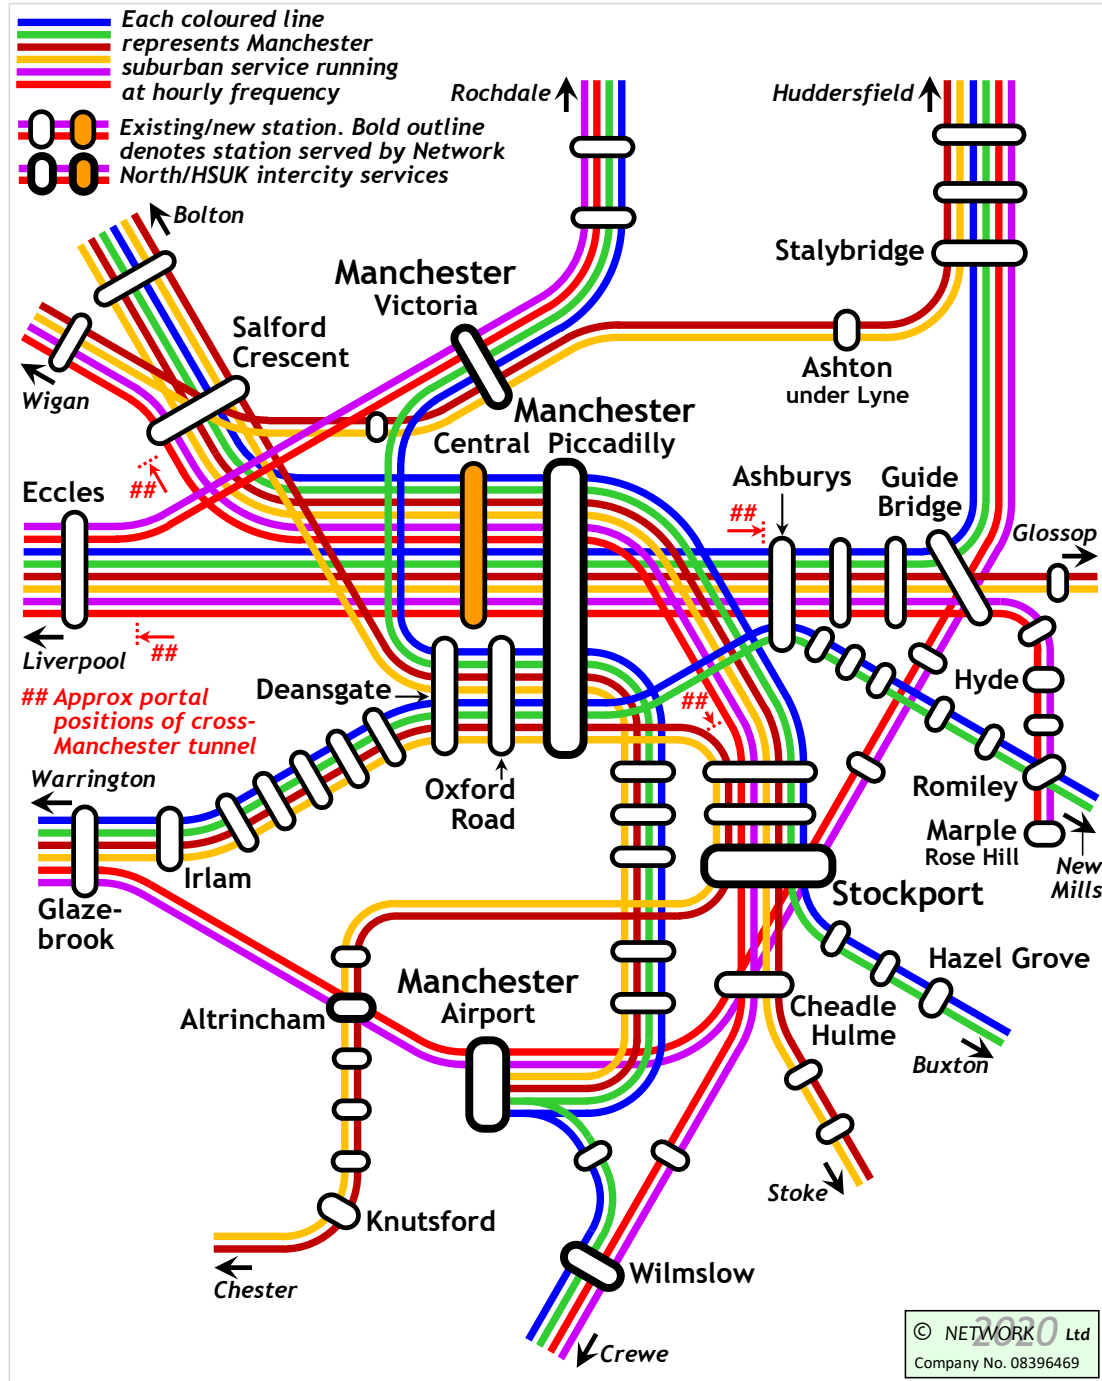 Each coloured line
represents Manchester
suburban service running
at hourly frequency
Existing/new station. Bold outline
denotes station served by Network
North/HSUK intercity services
Rochdale
Huddersfield
Bolton
Stalybridge
Manchester
Victoria
Salford
Crescent
Wigan
Ashton
under Lyne
Manchester
Central Piccadilly
Ashburys
Guide
Bridge
Eccles
##
##
Glossop
Liverpool
##
Deansgate
Hyde
## Approx portal
positions of cross-
Manchester tunnel
##
Warrington
Oxford
Road
Romiley
Marple
Rose Hill
New
Mills
Irlam
Glaze-
brook
Stockport
Hazel Grove
Manchester
Airport
Altrincham
Cheadle
Hulme
Buxton
Stoke
Knutsford
Chester
Wilmslow
Crewe
© NETWORK 2020 Ltd
Company No. 08396469